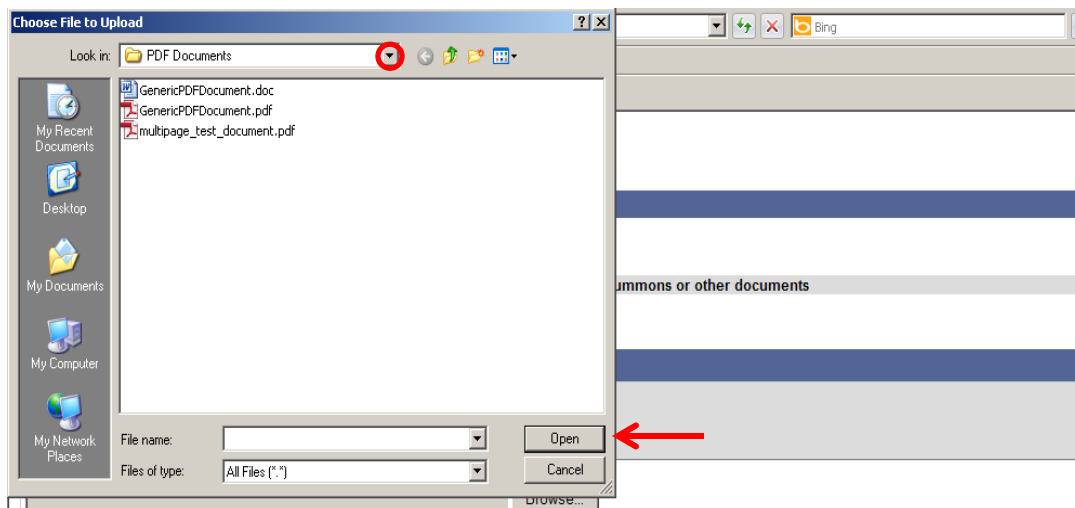 Choose File to Upload
Bing
Look in:
PDF Documents
GenericPDFDocument.doc
GenericPDFDocument.pdf
multipage_test_document.pdf
My Recent
Documents
Desktop
My Documents
ummons or other documents
My Computer
My Network
Places
File name:
Open
Files of type:
All Files (*.*)
Cancel
Browse...